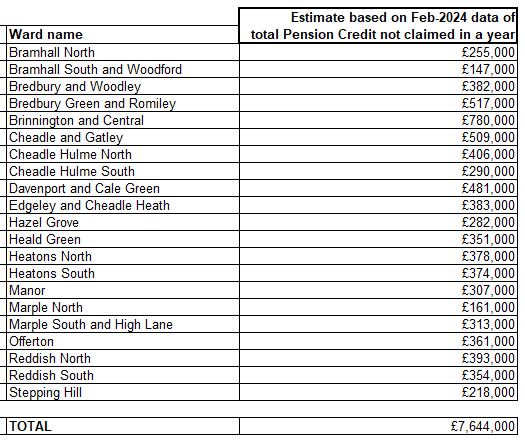 Estimate based on Feb-2024 data of
Ward name total Pension Credit not claimed in a year
Bramhall North £255,000
Bramhall South and Woodford £147,000
Bredbury and Woodley £382,000
Bredbury Green and Romiley £517,000
Brinnington and Central £780,000
Cheadle and Gatley £509,000
Cheadle Hulme North £406,000
Cheadle Hulme South £290,000
Davenport and Cale Green £481,000
Edgeley and Cheadle Heath £383,000
Hazel Grove £282,000
Heald Green £351,000
Heatons North £378,000
Heatons South £374,000
Manor £307,000
Marple North £161,000
Marple South and High Lane £313,000
Offerton £361,000
Reddish North £393,000
Reddish South £354,000
Stepping Hill £218,000
TOTAL £7,644,000